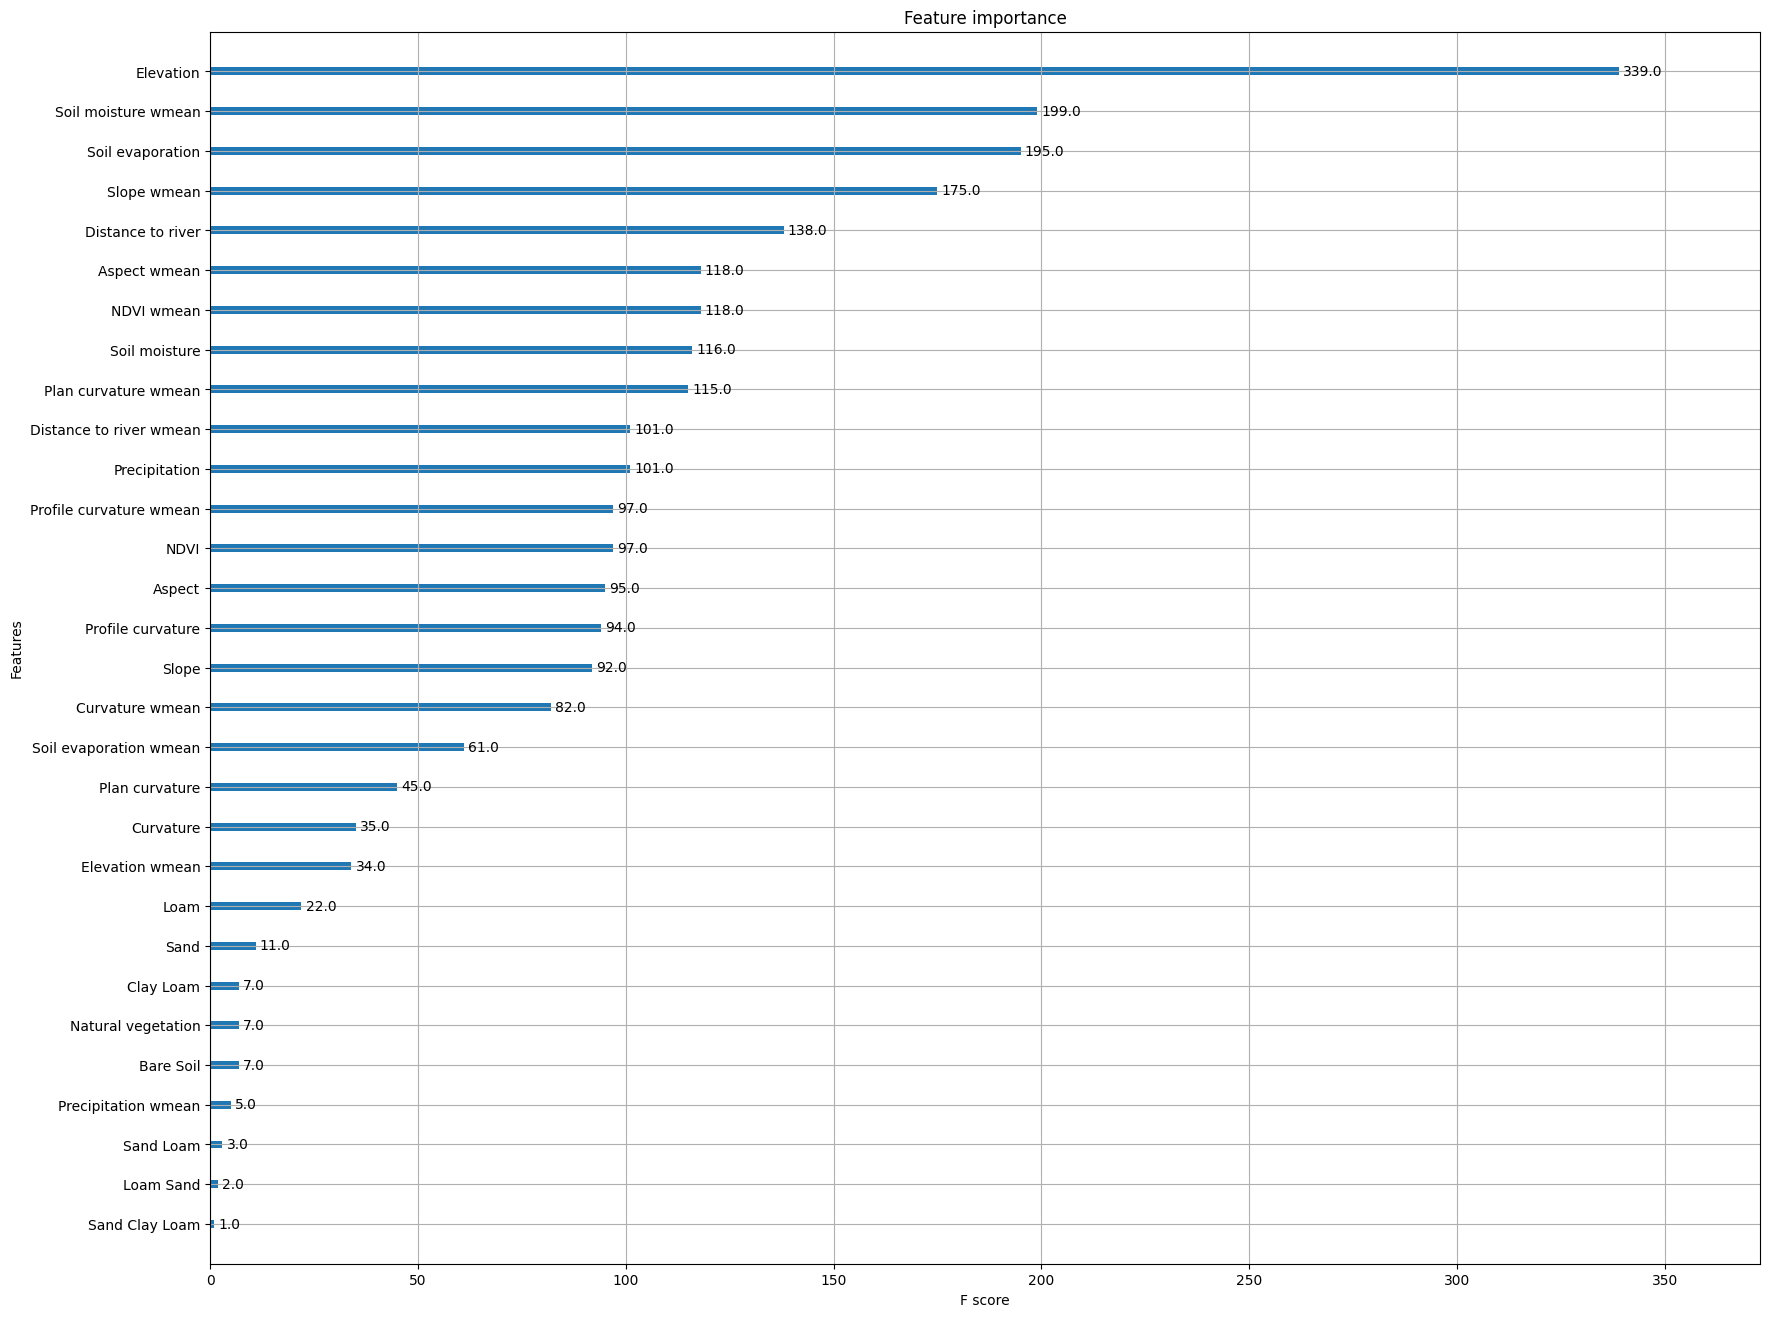 Feature importance
Elevation 339.0
Soil moisture wmean 199.0
Soil evaporation 195.0
Slope wmean 175.0
Distance to river 138.0
Aspect wmean 118.0
NDVI wmean 118.0
Soil moisture 116.0
Plan curvature wmean 115.0
Distance to river wmean 101.0
Precipitation 101.0
Profile curvature wmean 97.0
NDVI 97.0
Aspect 95.0
Profile curvature 94.0
Slope 92.0
Curvature wmean 82.0
Soil evaporation wmean 61.0
Plan curvature 45.0
Curvature 35.0
Elevation wmean 34.0
Loam 22.0
Sand 11.0
Clay Loam 7.0
Natural vegetation 7.0
Bare Soil 7.0
Precipitation wmean 5.0
Sand Loam 3.0
Loam Sand 2.0
Sand Clay Loam 1.0
Features
0 50 100 150 200 250 300 350
F score